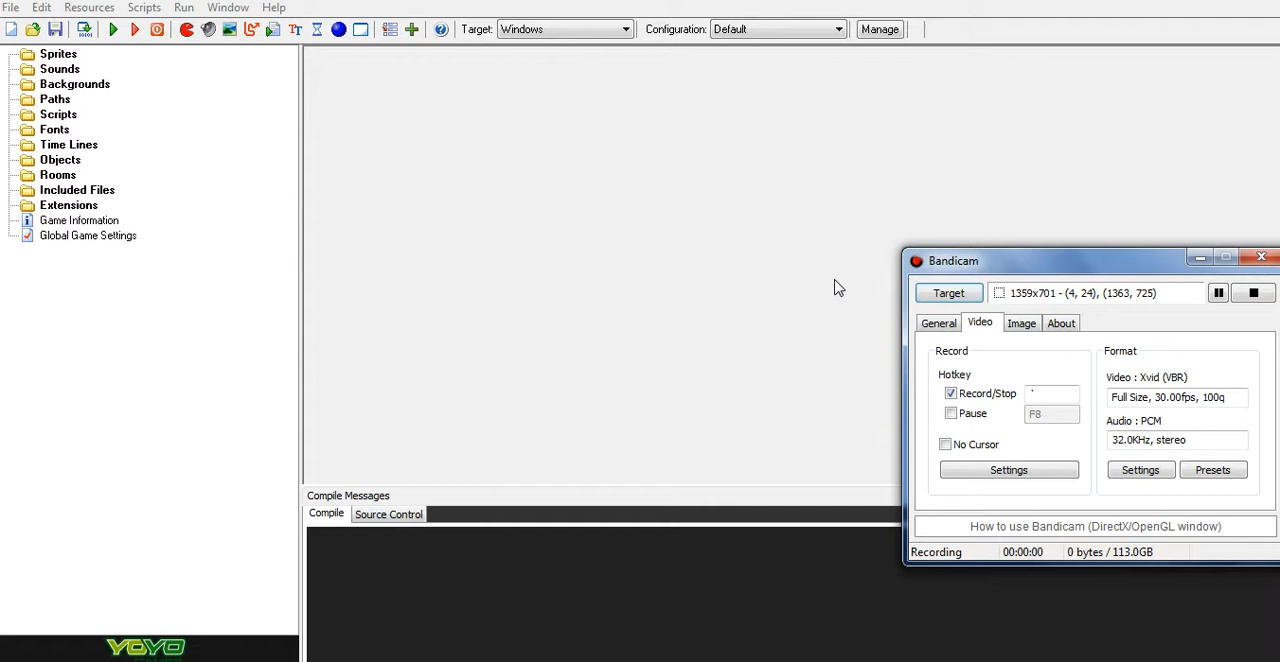 File Edit Resources Scripts Run Window Help
Target: Windows Configuration: Default Manage
Sprites
Sounds
Backgrounds
Paths
Scripts
Fonts
Time Lines
Objects
Rooms
Included Files
Extensions
Game Information
Global Game Settings
Bandicam
Target 1359x701 - (4, 24), (1363, 725)
General Video Image About
Record
Hotkey
Record/Stop `
Pause F8
No Cursor
Settings
Format
Video : Xvid (VBR)
Full Size, 30.00fps, 100q
Audio : PCM
32.0KHz, stereo
Settings Presets
How to use Bandicam (DirectX/OpenGL window)
Recording 00:00:00 0 bytes / 113.0GB
Compile Messages
Compile Source Control
YOYO